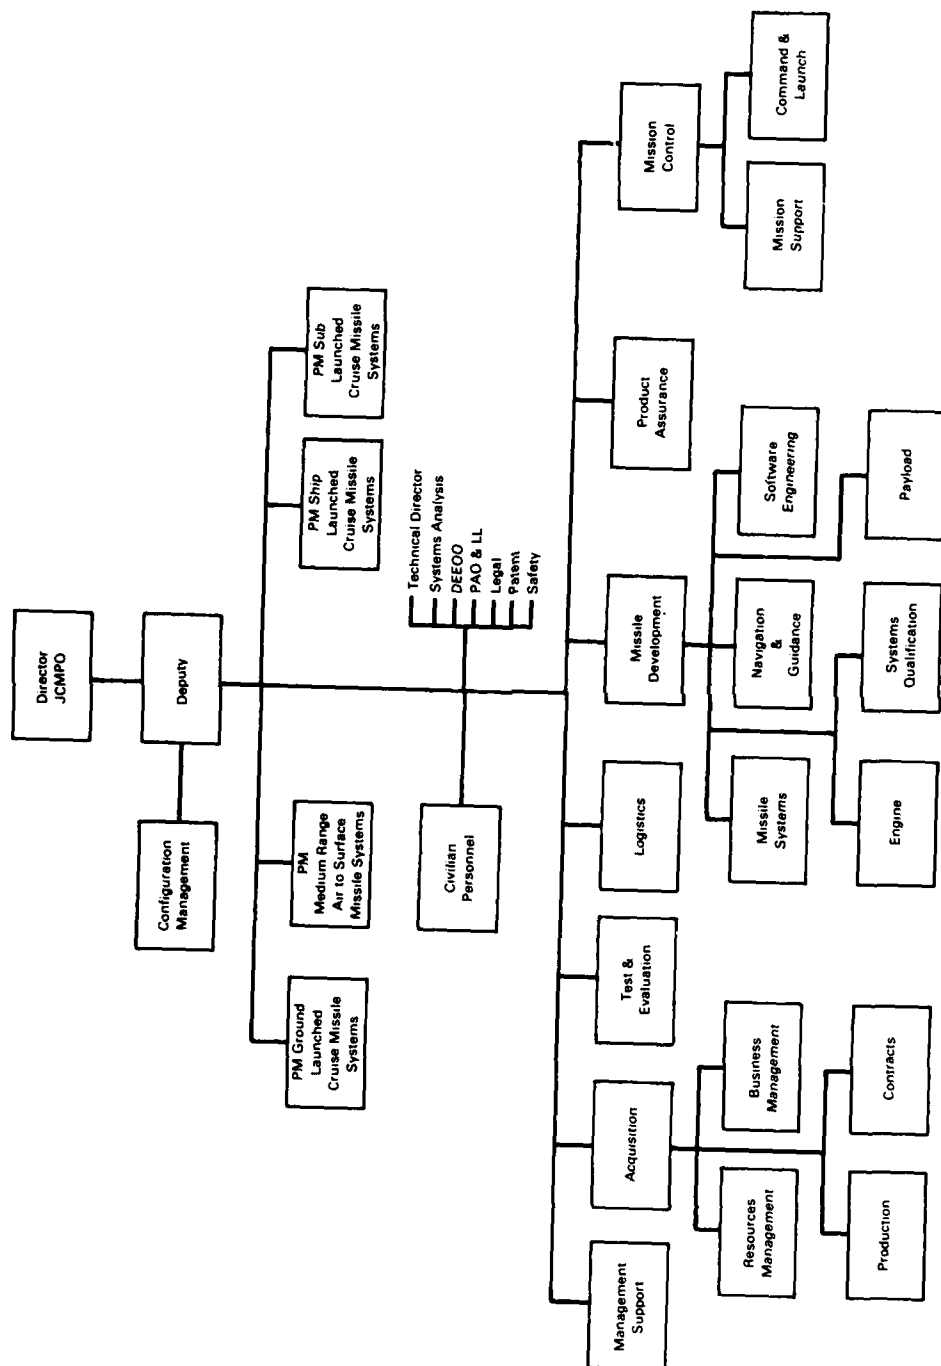 Director
JCMPO
Deputy
Configuration
Management
PM Ground
Launched
Cruise Missile
Systems
PM
Medium Range
Air to Surface
Missile Systems
PM Ship
Launched
Cruise Missile
Systems
PM Sub
Launched
Cruise Missile
Systems
Civilian
Personnel
Technical Director
Systems Analysis
DEEOO
PAO & LL
Legal
Patent
Safety
Management
Support
Acquisition
Test &
Evaluation
Logistics
Missile
Development
Product
Assurance
Mission
Control
Resources
Management
Business
Management
Missile
Systems
Navigation
&
Guidance
Software
Engineering
Mission
Support
Command &
Launch
Production
Contracts
Engine
Systems
Qualification
Payload